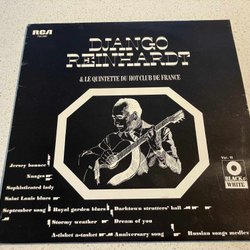 RCA
DJANGO
REINHARDT
& LE QUINTETTE DU HOT CLUB DE FRANCE
Jersey bounce
Nuages
Sophisticated lady
Saint Louis blues
September song
Royal garden blues
Stormy weather
A-tisket a-tasket
Darktown strutters' ball
Dream of you
Anniversary song
Russian songs medley
BLACK &
WHITE